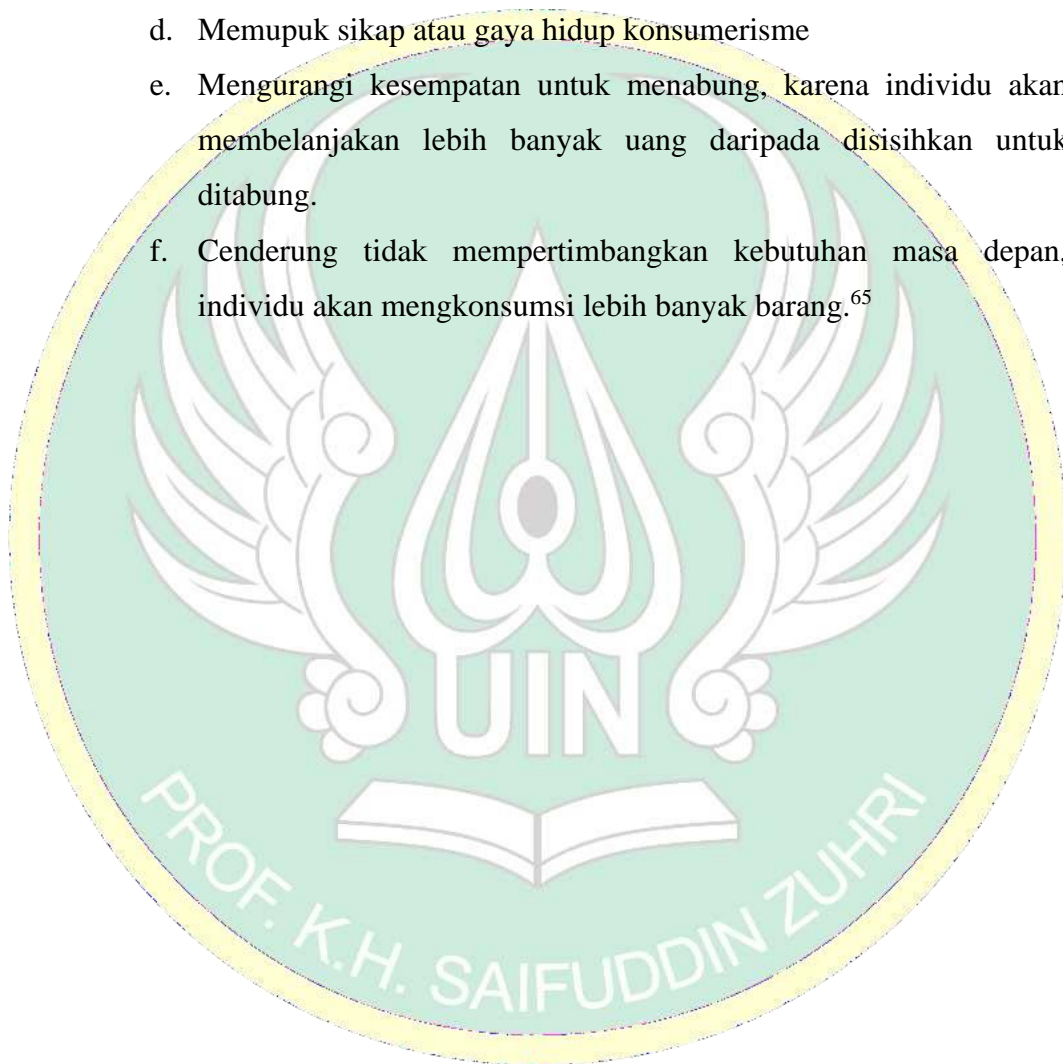 d. Memupuk sikap atau gaya hidup konsumerisme
e. Mengurangi kesempatan untuk menabung, karena individu akan
membelanjakan lebih banyak uang daripada disisihkan untuk
ditabung.
f. Cenderung tidak mempertimbangkan kebutuhan masa depan,
individu akan mengkonsumsi lebih banyak barang.65
UIN
PROF. K.H. SAIFUDDIN ZUHRI